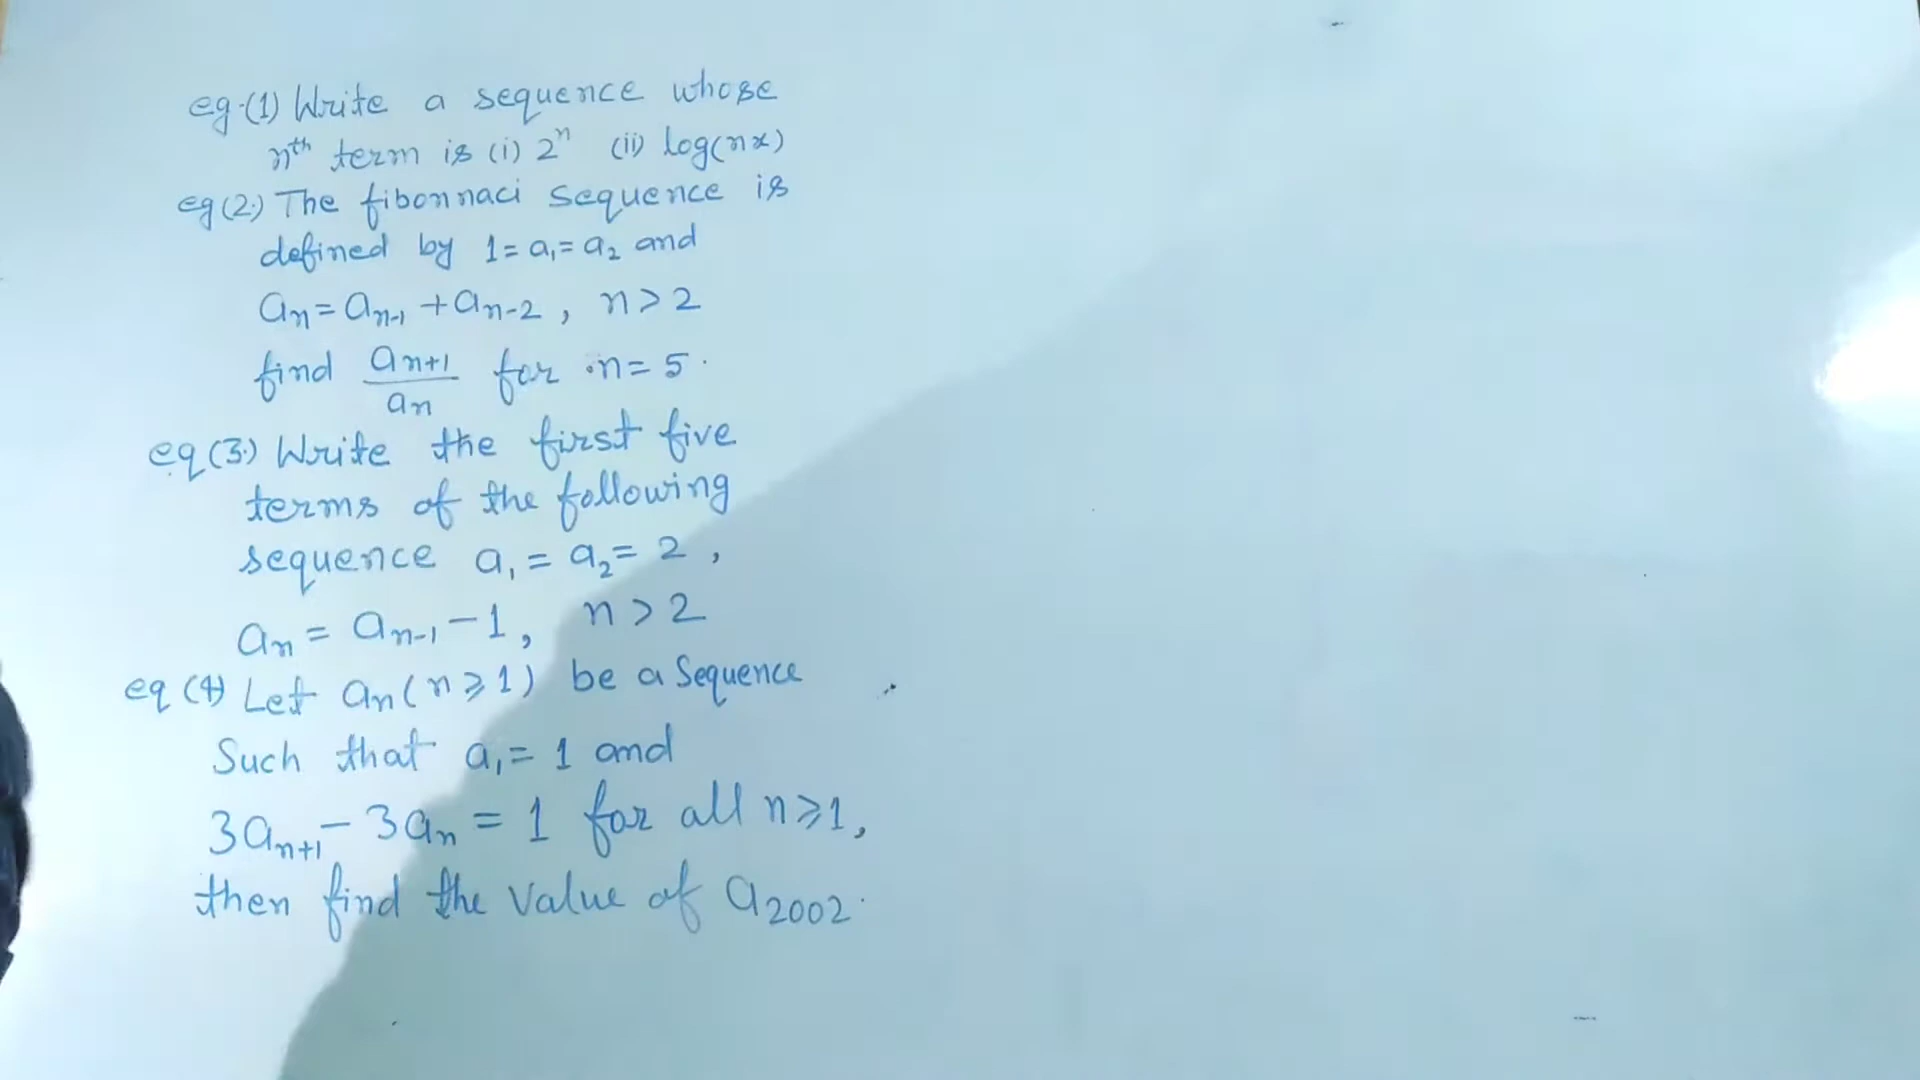 eg.(1) Write a sequence whose
nth term is (i) 2ⁿ (ii) log(nx)
eg(2.) The fibonnaci sequence is
defined by 1 = a₁ = a₂ and
aₙ = aₙ₋₁ + aₙ₋₂ , n > 2
find aₙ₊₁/aₙ for n = 5.
eg(3.) Write the first five
terms of the following
sequence a₁ = a₂ = 2 ,
aₙ = aₙ₋₁ - 1, n > 2
eg (4) Let aₙ (n ⩾ 1) be a Sequence
Such that a₁ = 1 and
3aₙ₊₁ - 3aₙ = 1 for all n ⩾ 1,
then find the value of a₂₀₀₂.